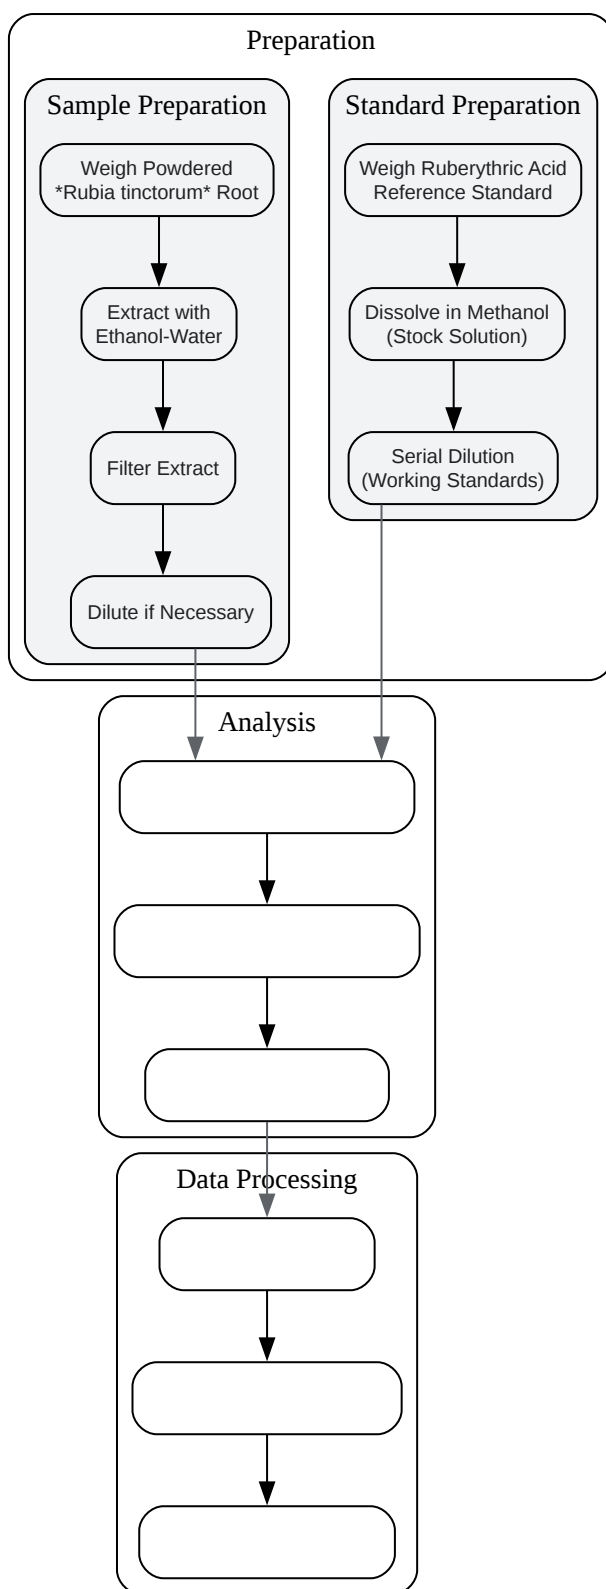 Preparation
Sample Preparation
Weigh Powdered
*Rubia tinctorum* Root
Extract with
Ethanol-Water
Filter Extract
Dilute if Necessary
Standard Preparation
Weigh Ruberythric Acid
Reference Standard
Dissolve in Methanol
(Stock Solution)
Serial Dilution
(Working Standards)
Analysis
Data Processing